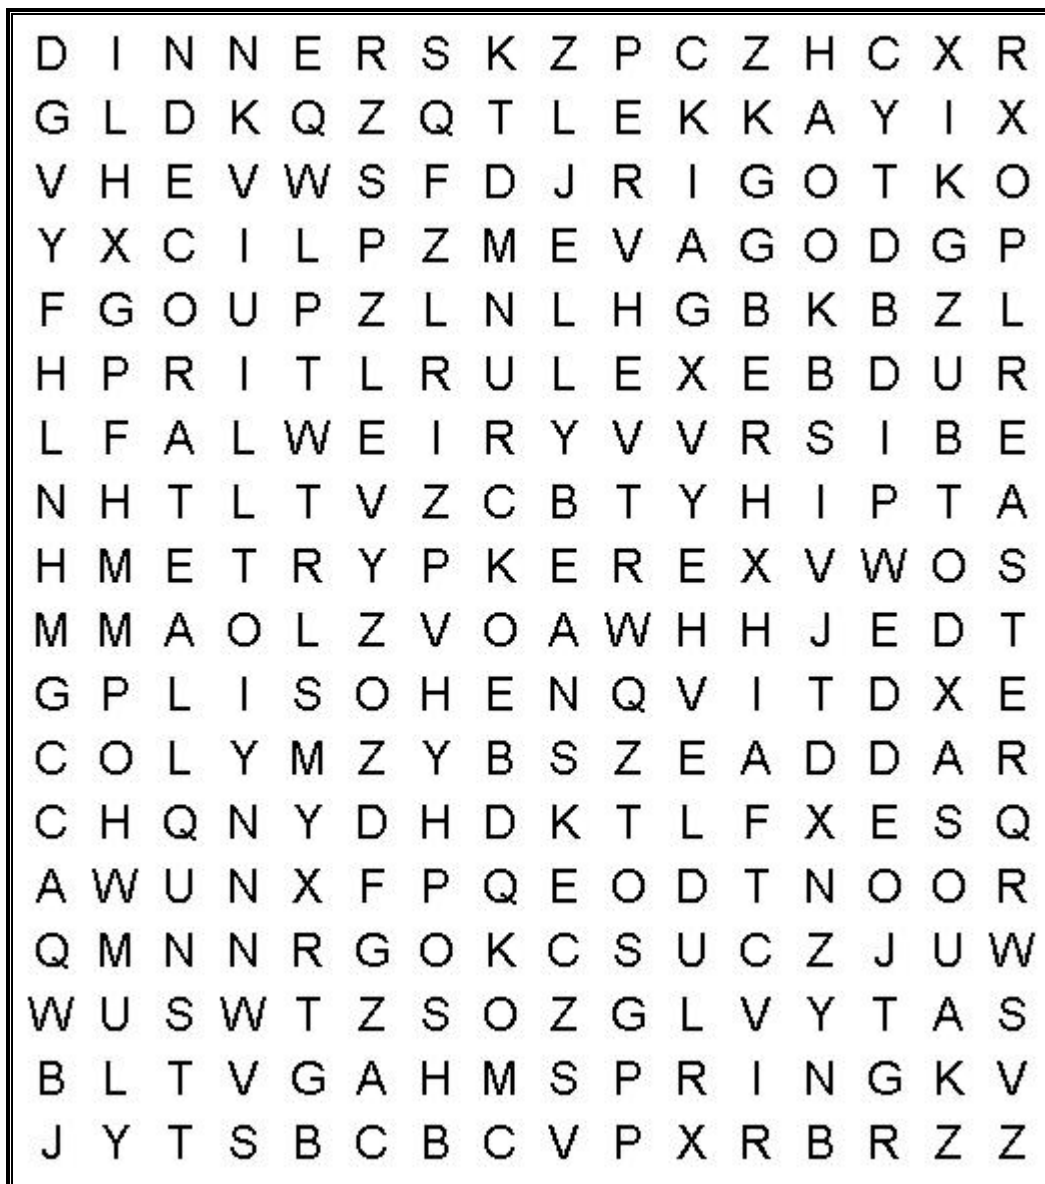 D I N N E R S K Z P C Z H C X R
G L D K Q Z Q T L E K K A Y I X
V H E V W S F D J R I G O T K O
Y X C I L P Z M E V A G O D G P
F G O U P Z L N L H G B K B Z L
H P R I T L R U L E X E B D U R
L F A L W E I R Y V V R S I B E
N H T L T V Z C B T Y H I P T A
H M E T R Y P K E R E X V W O S
M M A O L Z V O A W H H J E D T
G P L I S O H E N Q V I T D X E
C O L Y M Z Y B S Z E A D D A R
C H Q N Y D H D K T L F X E S Q
A W U N X F P Q E O D T N O O R
Q M N N R G O K C S U C Z J U W
W U S W T Z S O Z G L V Y T A S
B L T V G A H M S P R I N G K V
J Y T S B C B C V P X R B R Z Z